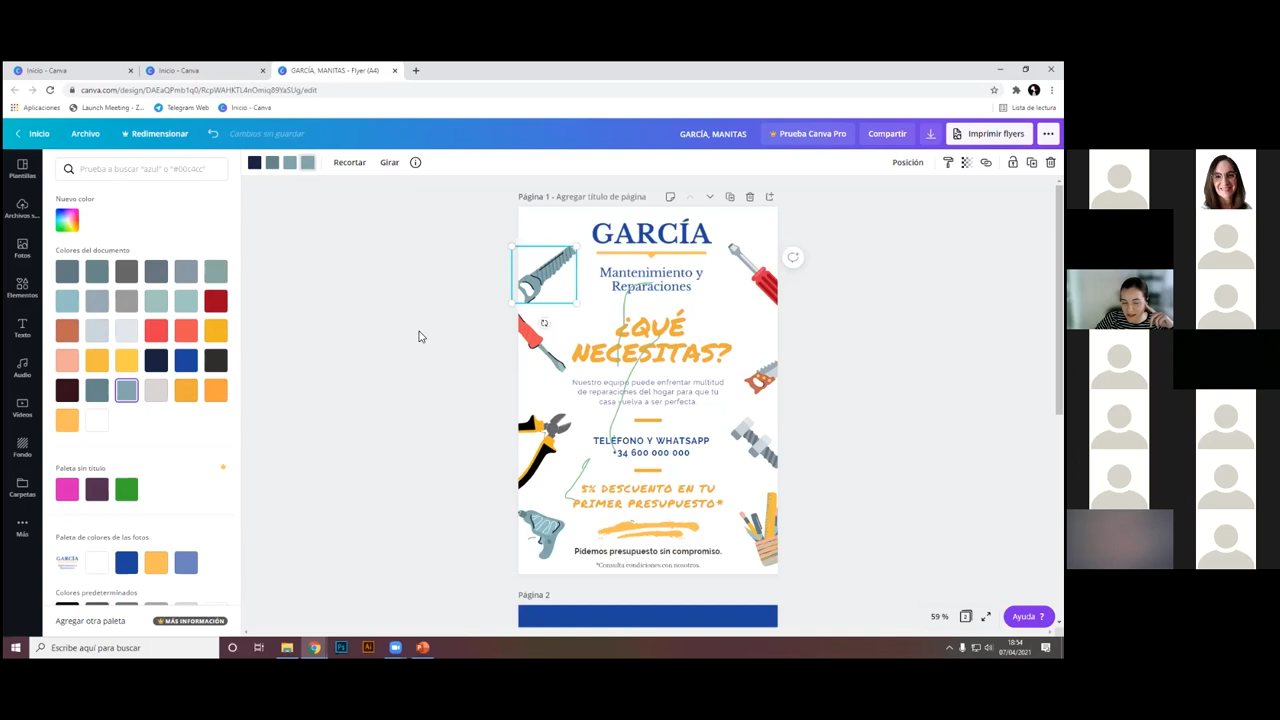 Inicio - Canva
Inicio - Canva
GARCÍA, MANITAS - Flyer (A4)
canva.com/design/DAEaQPmb1q0/RcpWAHKTL4nOmiq89YaSUg/edit
Aplicaciones
Launch Meeting - Z...
Telegram Web
Inicio - Canva
Lista de lectura
Inicio
Archivo
Redimensionar
Cambios sin guardar
GARCÍA, MANITAS
Prueba Canva Pro
Compartir
Imprimir flyers
Plantillas
Archivos s...
Fotos
Elementos
Texto
Audio
Vídeos
Fondo
Carpetas
Más
Prueba a buscar "azul" o "#00c4cc"
Nuevo color
Colores del documento
Paleta sin título
Paleta de colores de las fotos
GARCÍA
Mantenimiento y
Reparaciones
Colores predeterminados
Agregar otra paleta
MÁS INFORMACIÓN
Recortar
Girar
Posición
Página 1 - Agregar título de página
GARCÍA
Mantenimiento y
Reparaciones
¿QUÉ
NECESITAS?
Nuestro equipo puede enfrentar multitud
de reparaciones del hogar para que tu
casa vuelva a ser perfecta.
TELÉFONO Y WHATSAPP
+34 600 000 000
5% DESCUENTO EN TU
PRIMER PRESUPUESTO*
Pídemos presupuesto sin compromiso.
*Consulta condiciones con nosotros.
Página 2
59 %
2
Ayuda ?
Escribe aquí para buscar
18:54
07/04/2021